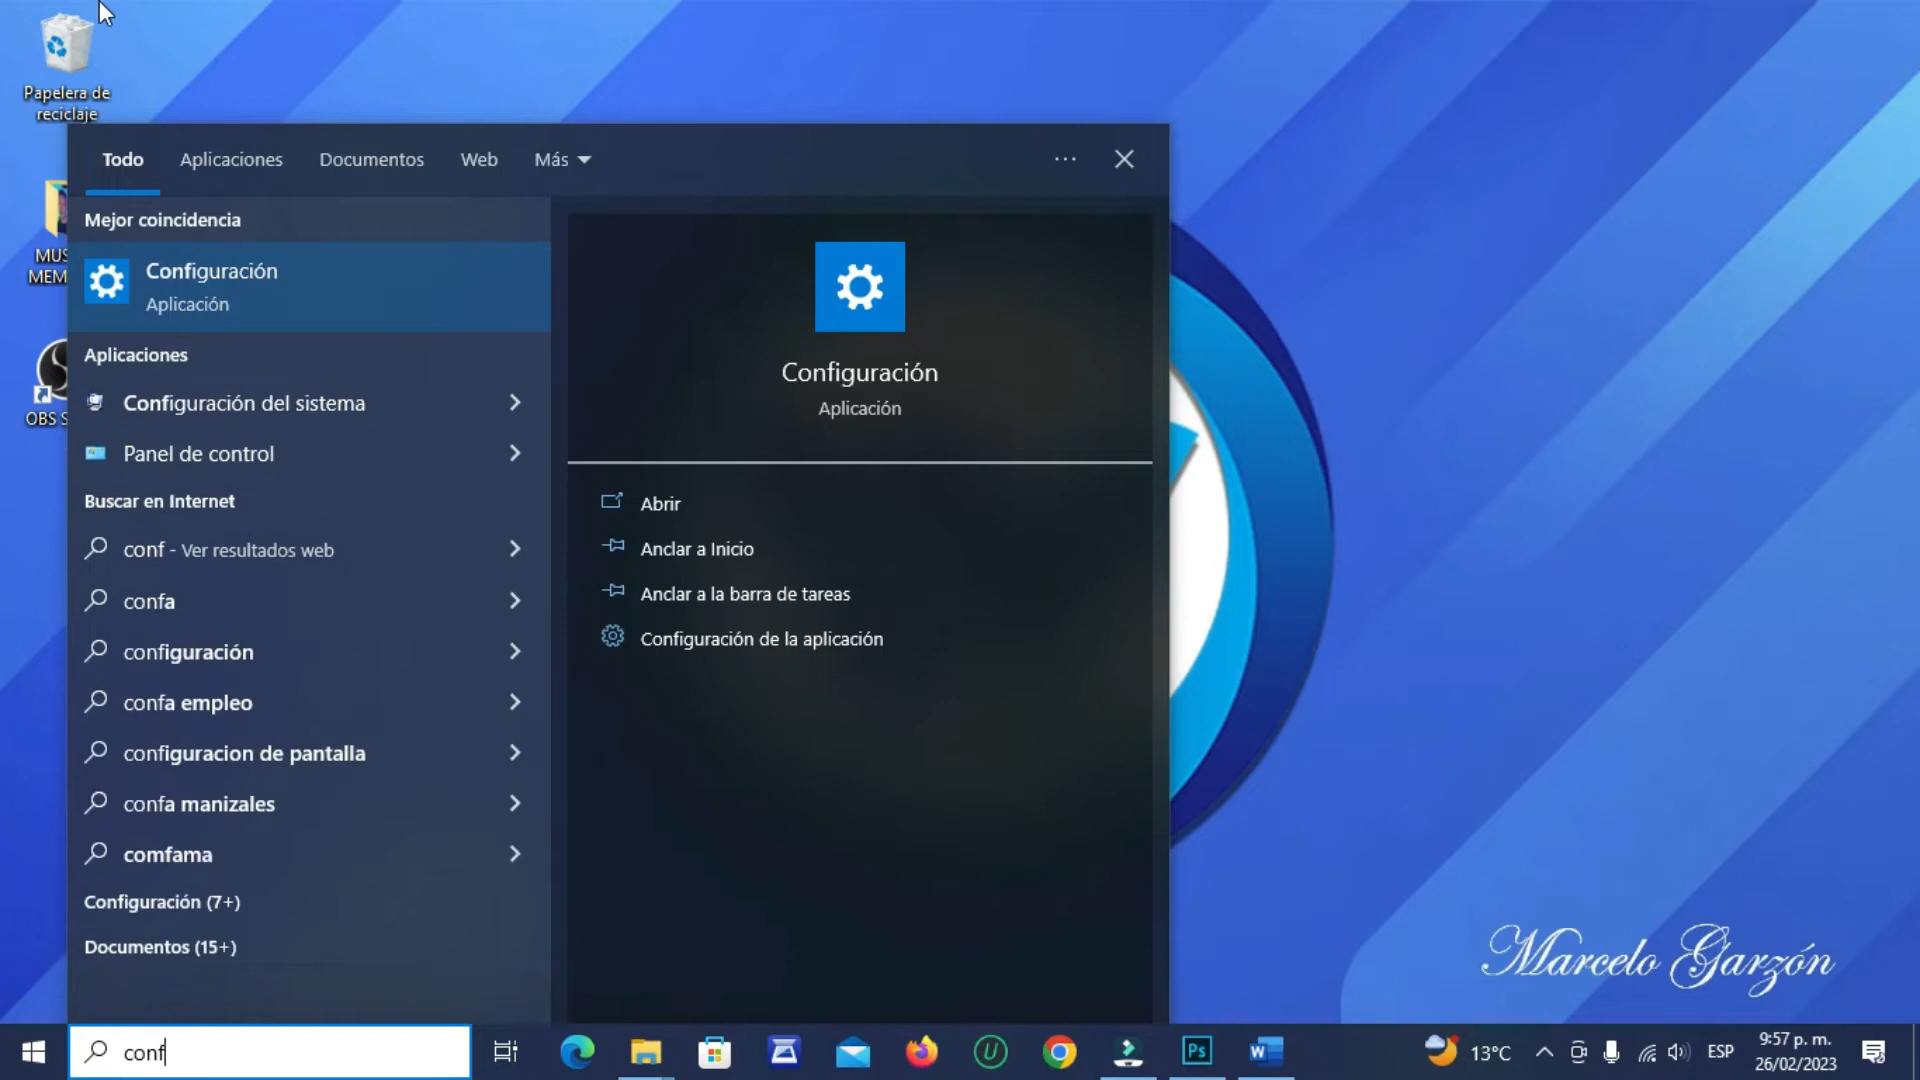 Papelera de
reciclaje
MUS
MEM
OBS S
Todo
Aplicaciones
Documentos
Web
Más
Mejor coincidencia
Configuración
Aplicación
Aplicaciones
Configuración del sistema
Panel de control
Buscar en Internet
conf - Ver resultados web
confa
configuración
confa empleo
configuracion de pantalla
confa manizales
comfama
Configuración (7+)
Documentos (15+)
Configuración
Aplicación
Abrir
Anclar a Inicio
Anclar a la barra de tareas
Configuración de la aplicación
Marcelo Garzón
conf
Ps
W
13°C
ESP
9:57 p. m.
26/02/2023